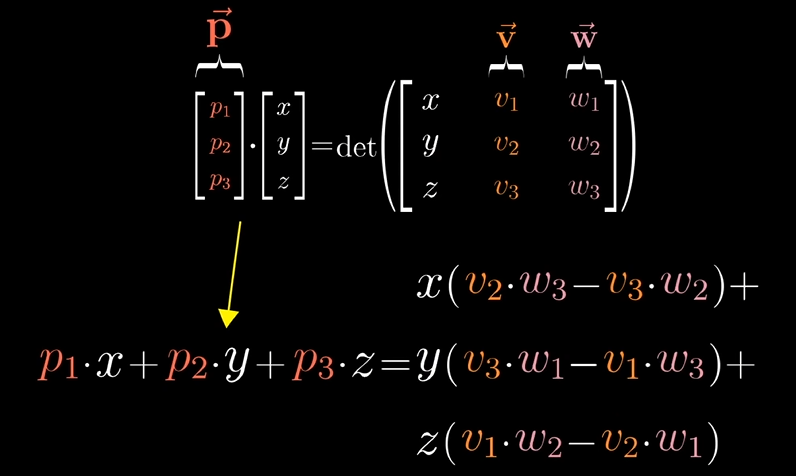 p⃗ v⃗ w⃗
[p₁ p₂ p₃] · [x y z] = det([x v₁ w₁
y v₂ w₂
z v₃ w₃])
x(v₂·w₃−v₃·w₂)+
p₁·x+p₂·y+p₃·z=y(v₃·w₁−v₁·w₃)+
z(v₁·w₂−v₂·w₁)